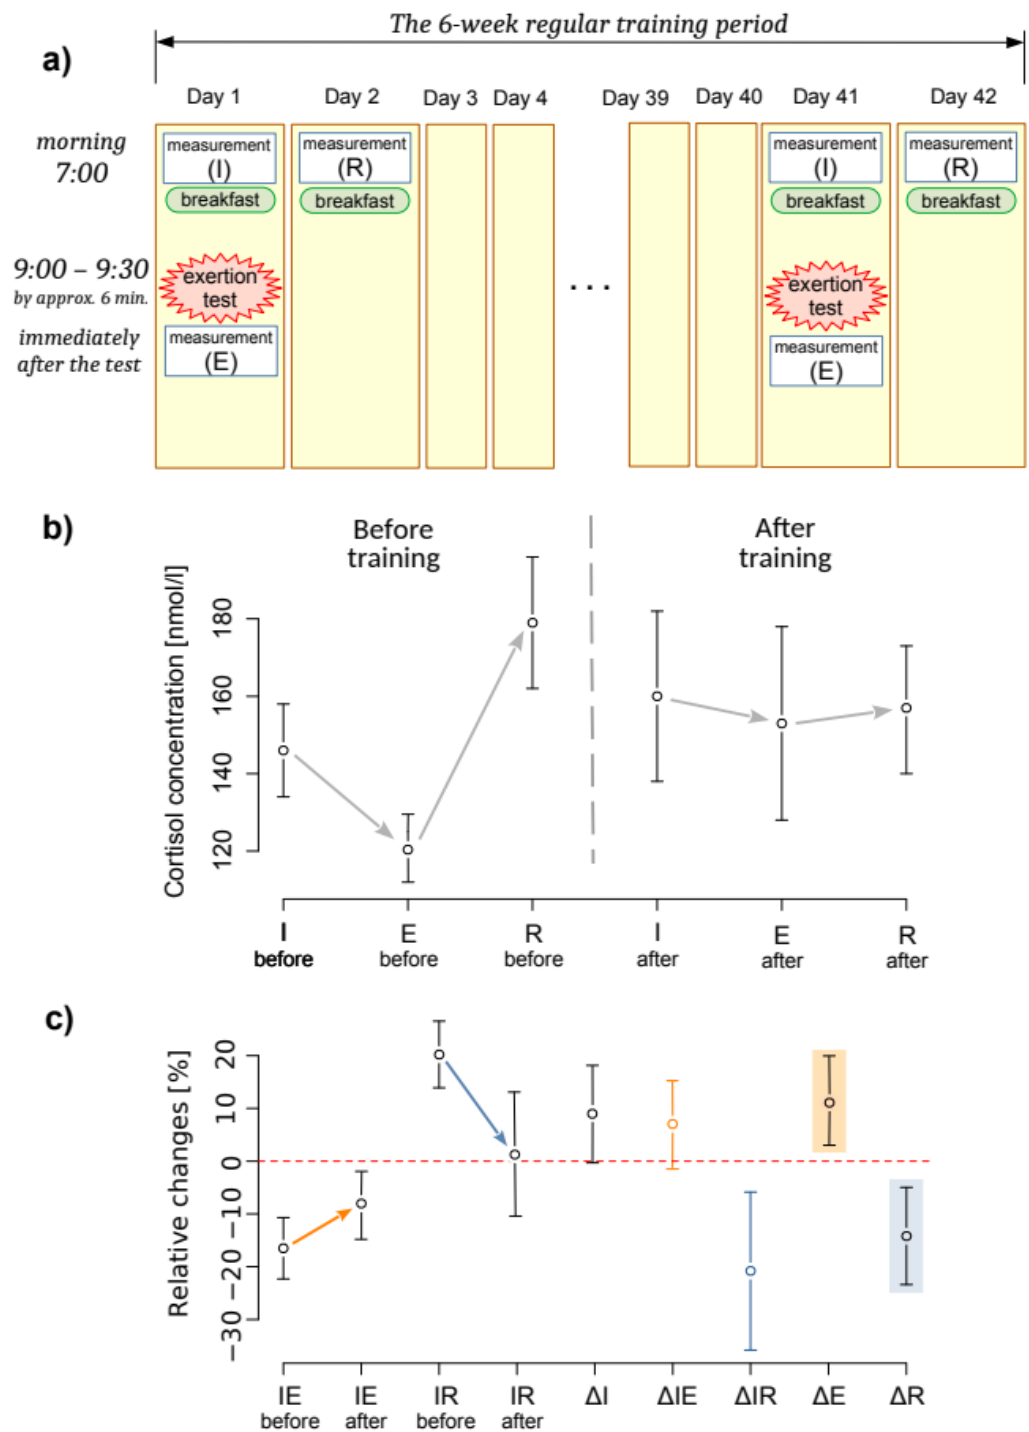 The 6-week regular training period
a)
Day 1 Day 2 Day 3 Day 4 Day 39 Day 40 Day 41 Day 42
morning
7:00
measurement
(I)
breakfast
measurement
(R)
breakfast
measurement
(I)
breakfast
measurement
(R)
breakfast
9:00 – 9:30
by approx. 6 min.
exertion
test
. . .
exertion
test
immediately
after the test
measurement
(E)
measurement
(E)
b)
Before
training
After
training
Cortisol concentration [nmol/l]
180
160
140
120
I
before
E
before
R
before
I
after
E
after
R
after
c)
Relative changes [%]
20
10
0
−10
−20
−30
IE
before
IE
after
IR
before
IR
after
ΔI
ΔIE
ΔIR
ΔE
ΔR